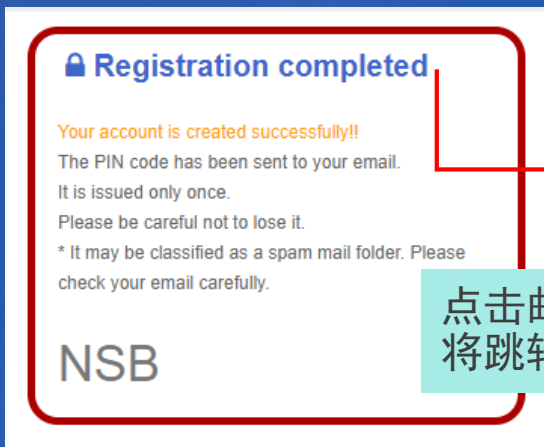 Registration completed
Your account is created successfully!!
The PIN code has been sent to your email.
It is issued only once.
Please be careful not to lose it.
* It may be classified as a spam mail folder. Please
check your email carefully.
NSB
点击
将跳